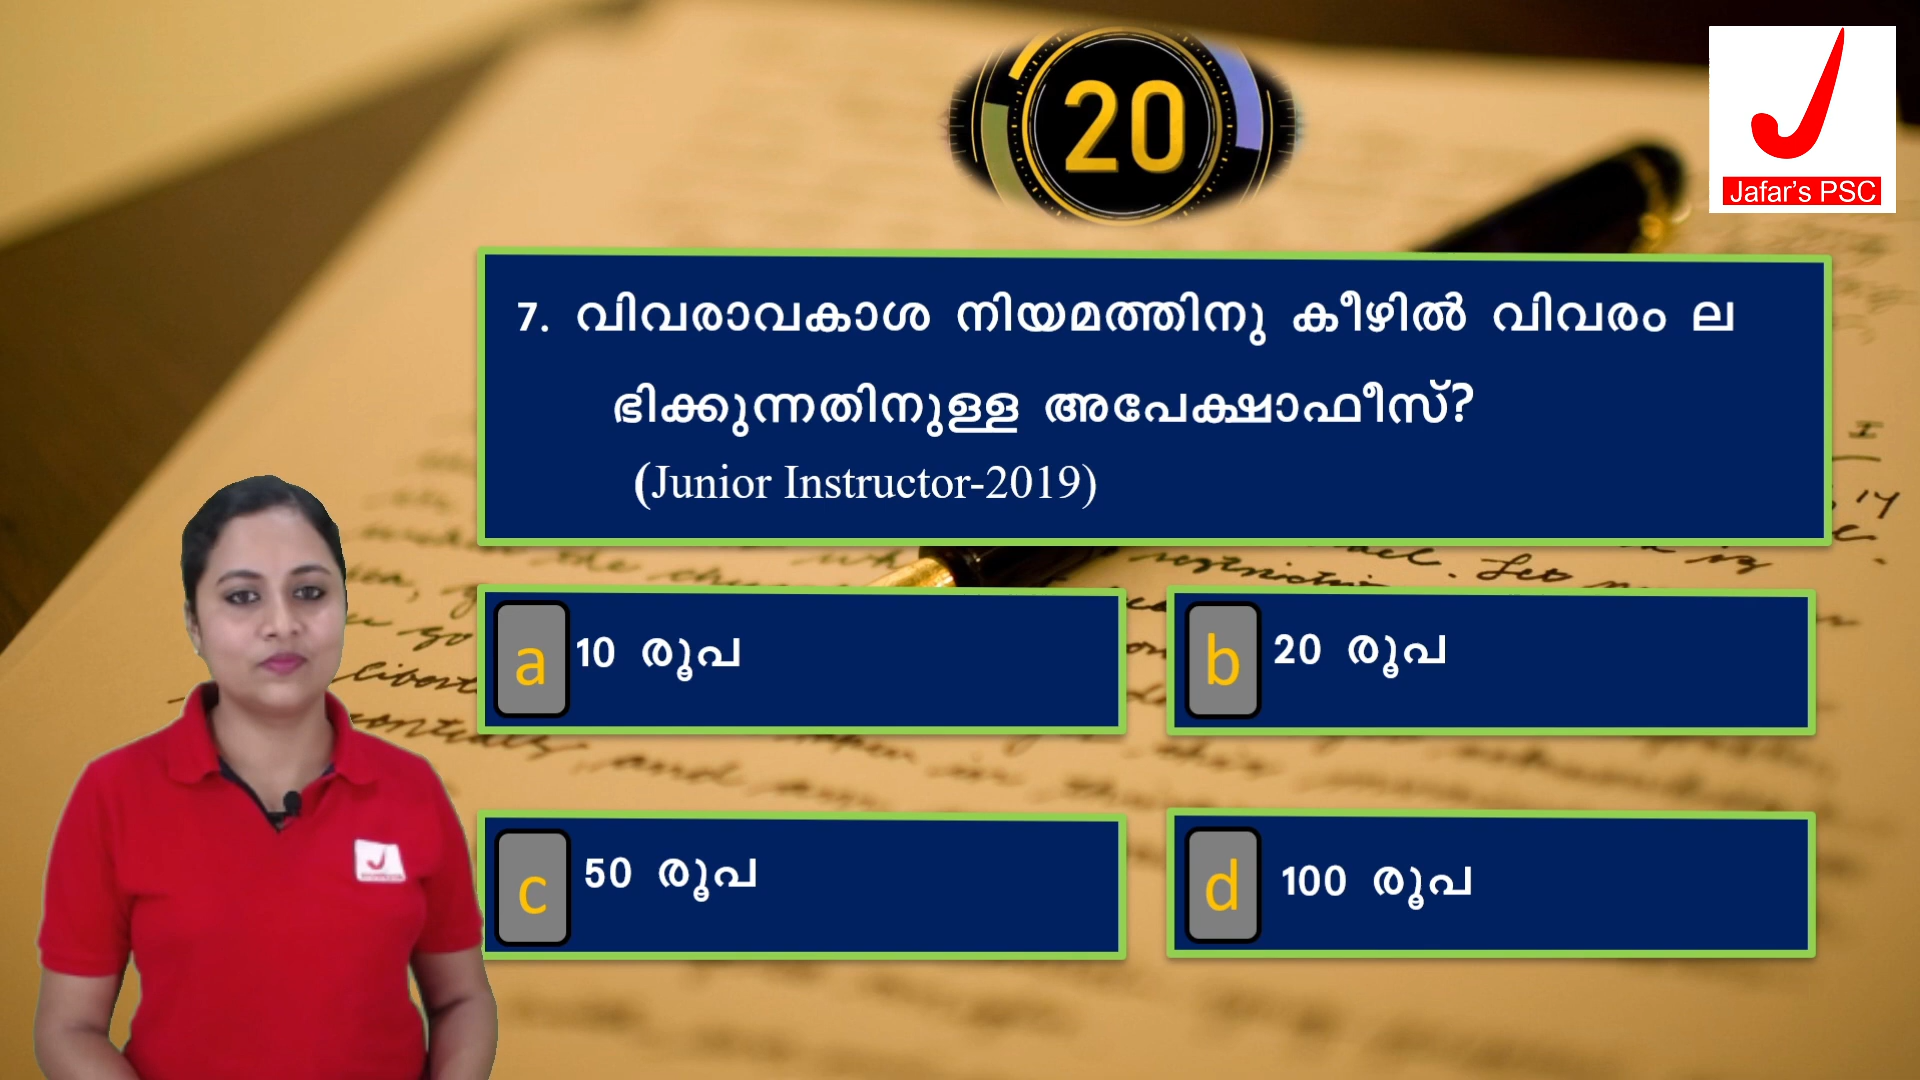 20
Jafar's PSC
7. വിവരാവകാശ നിയമത്തിനു കീഴിൽ വിവരം ല
ഭിക്കുന്നതിനുള്ള അപേക്ഷാഫീസ്?
(Junior Instructor-2019)
a 10 രൂപ
b 20 രൂപ
c 50 രൂപ
d 100 രൂപ